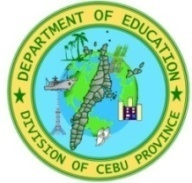 DEPARTMENT OF EDUCATION
DIVISION OF CEBU PROVINCE